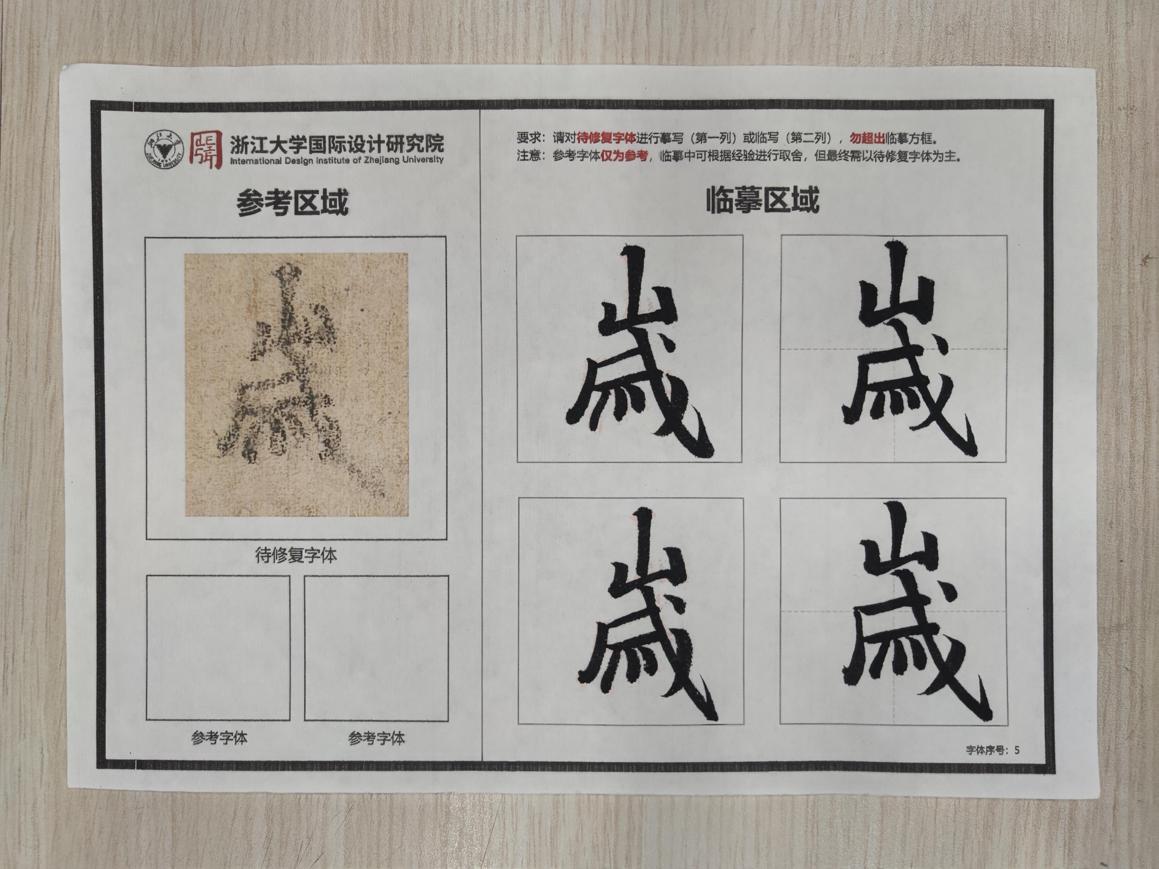 浙江大学国际设计研究院
International Design Institute of Zhejiang University
参考区域
待修复字体
参考字体 参考字体
要求：请对待修复字体进行摹写（第一列）或临写（第二列），勿超出临摹方框。
注意：参考字体仅为参考，临摹中可根据经验进行取舍，但最终需以待修复字体为主。
临摹区域
嵗 嵗
嵗 嵗
字体序号：5